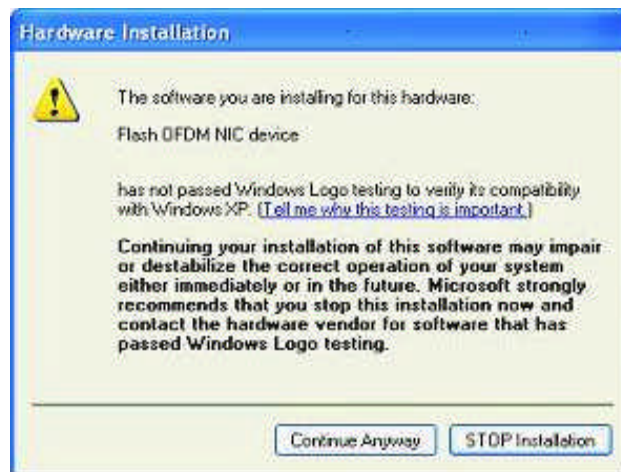 Hardware Installation
The software you are installing for this hardware:
Flash OFDM NIC device
has not passed Windows Logo testing to verify its compatibility
with Windows XP. (Tell me why this testing is important.)
Continuing your installation of this software may impair
or destabilize the correct operation of your system
either immediately or in the future. Microsoft strongly
recommends that you stop this installation now and
contact the hardware vendor for software that has
passed Windows Logo testing.
Continue Anyway
STOP Installation